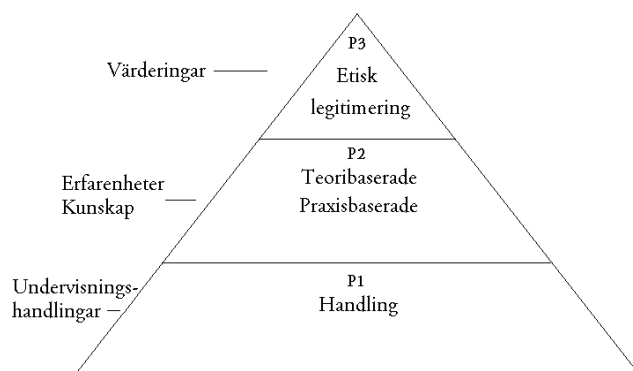 P3
Värderingar
Etisk
legitimering
P2
Teoribaserade
Erfarenheter
Kunskap
Praxisbaserade
P1
Undervisnings-
handlingar
Handling